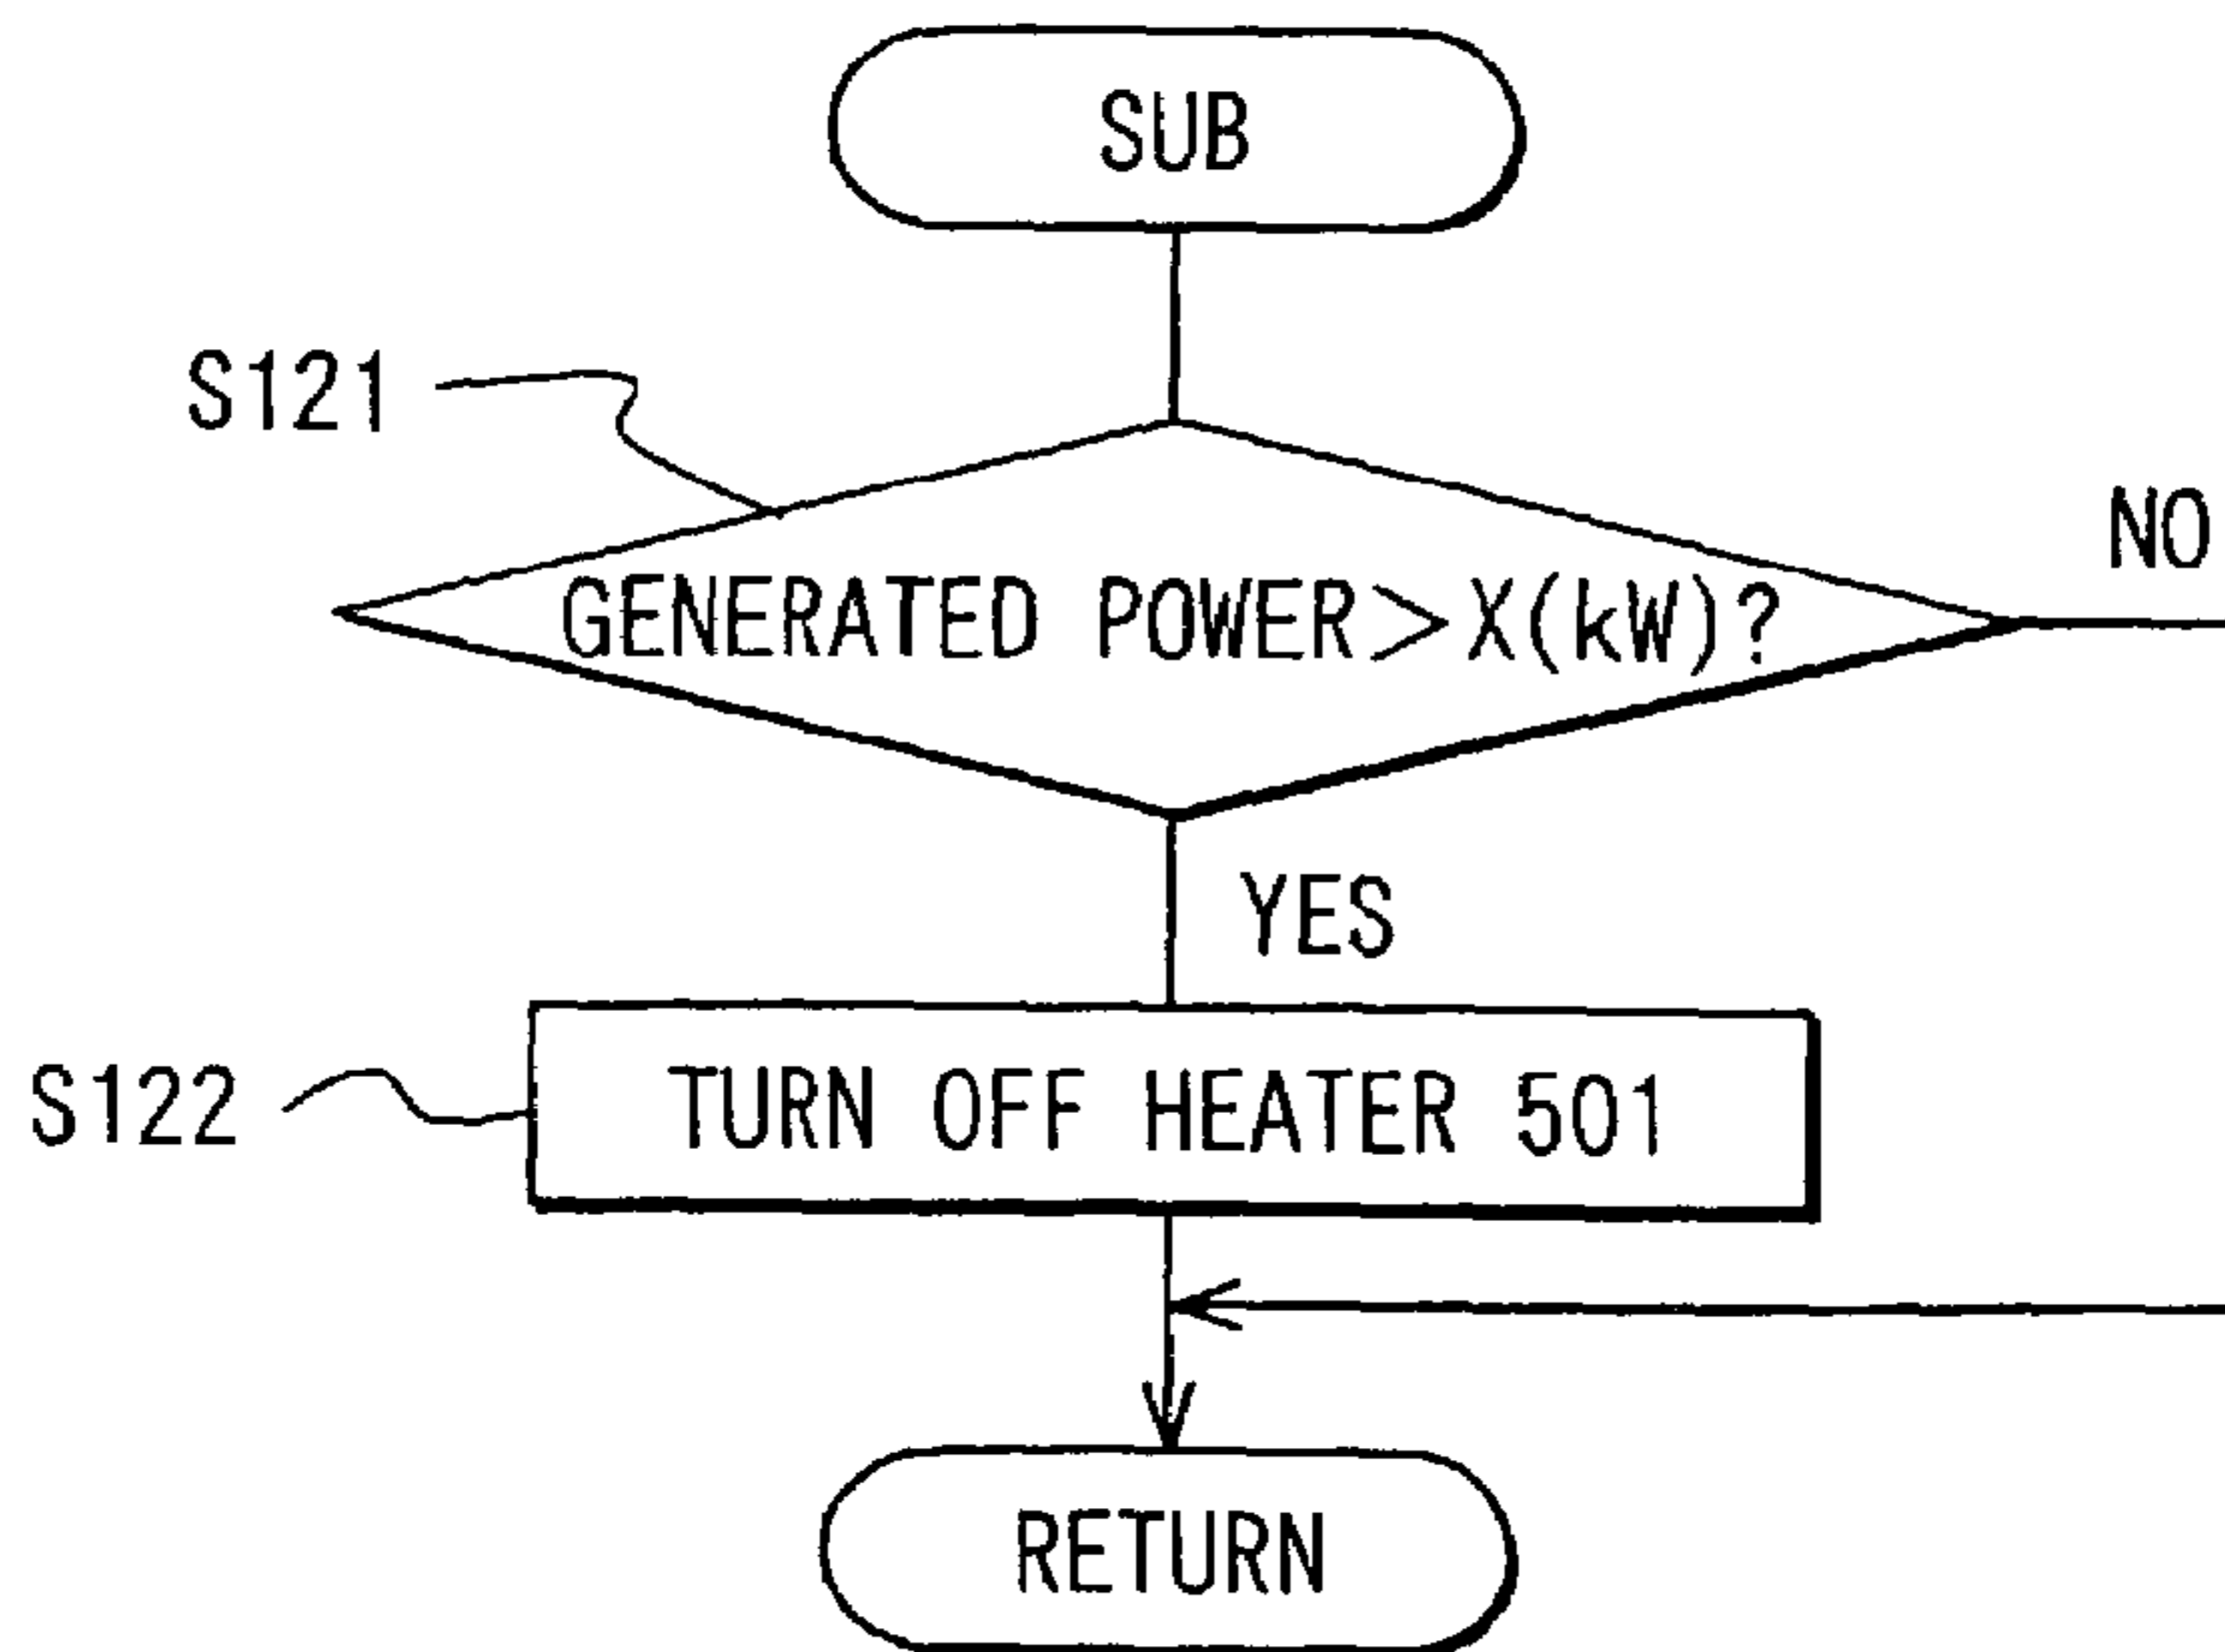 SUB
S121
NO
GENERATED POWER>X(kW)?
YES
S122
TURN OFF HEATER 501
RETURN